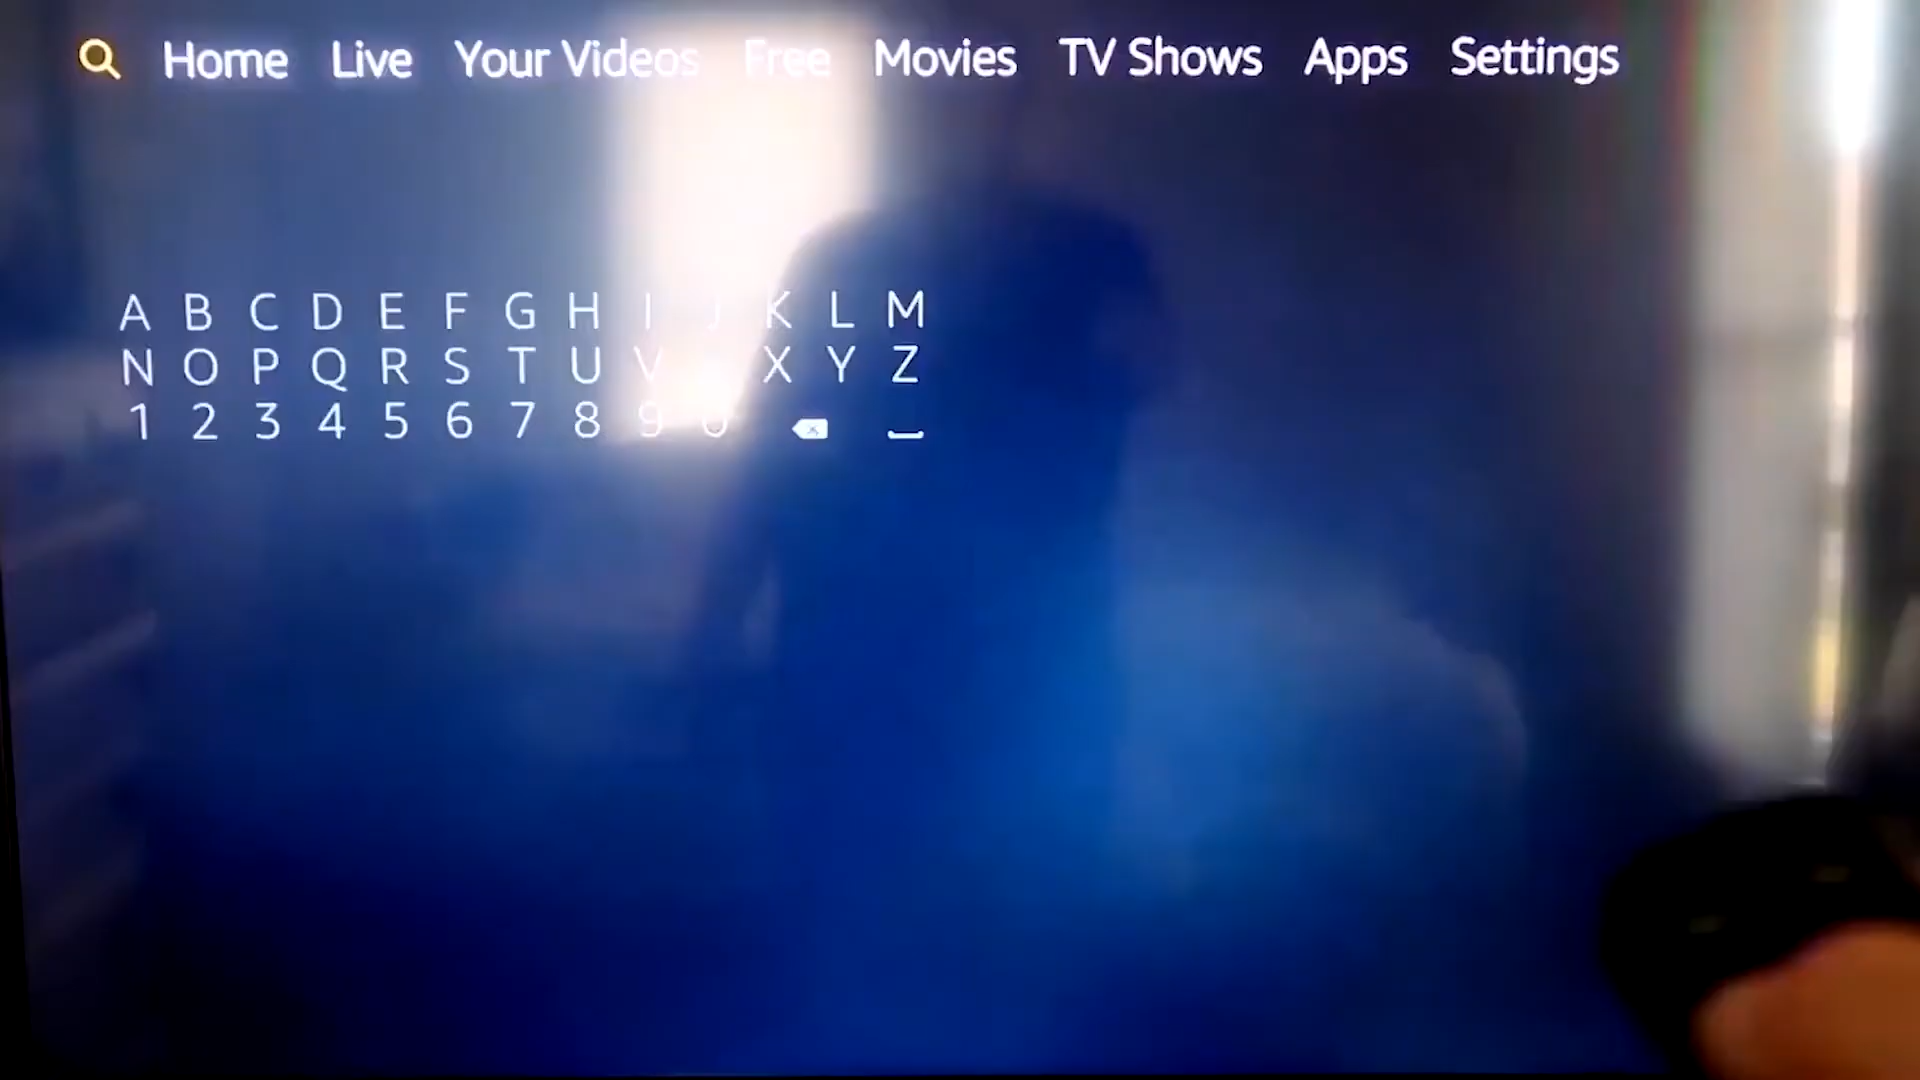 Home Live Your Videos Free Movies TV Shows Apps Settings
A B C D E F G H I J K L M
N O P Q R S T U V X Y Z
1 2 3 4 5 6 7 8 9 0